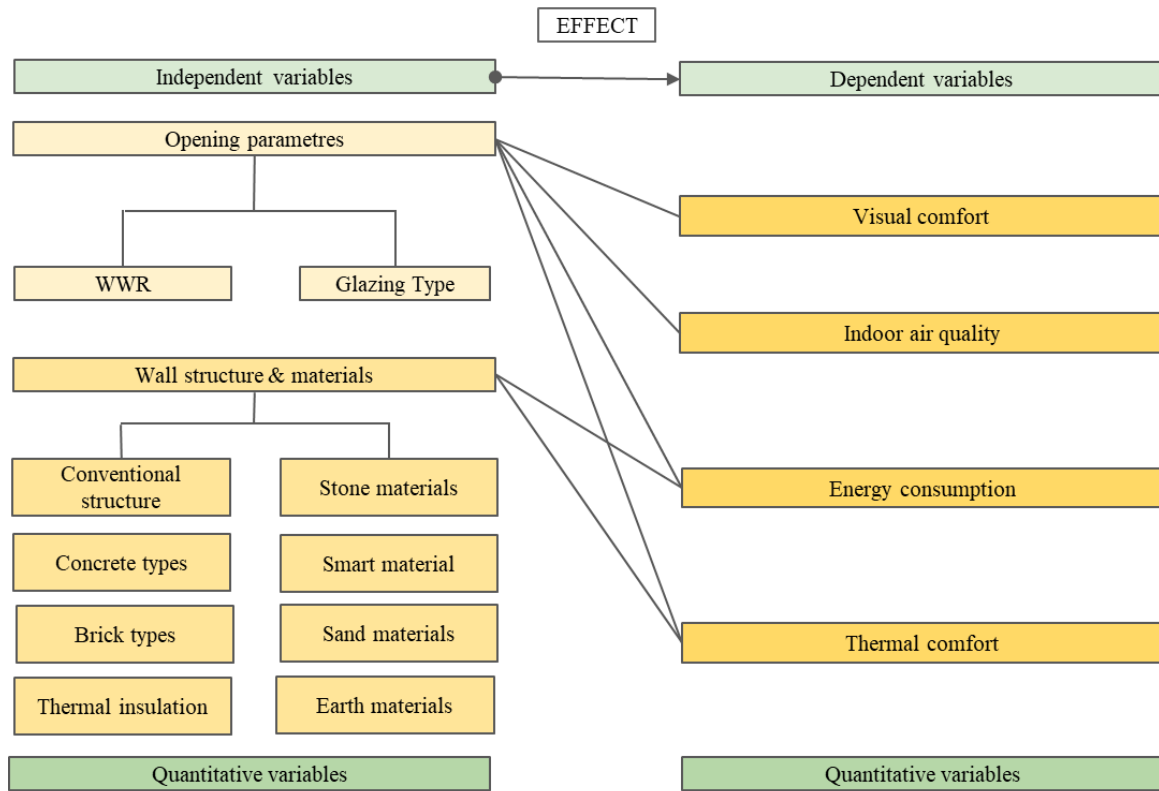 EFFECT
Independent variables
Dependent variables
Opening parametres
Visual comfort
WWR
Glazing Type
Indoor air quality
Wall structure & materials
Conventional
structure
Stone materials
Energy consumption
Concrete types
Smart material
Brick types
Sand materials
Thermal comfort
Thermal insulation
Earth materials
Quantitative variables
Quantitative variables